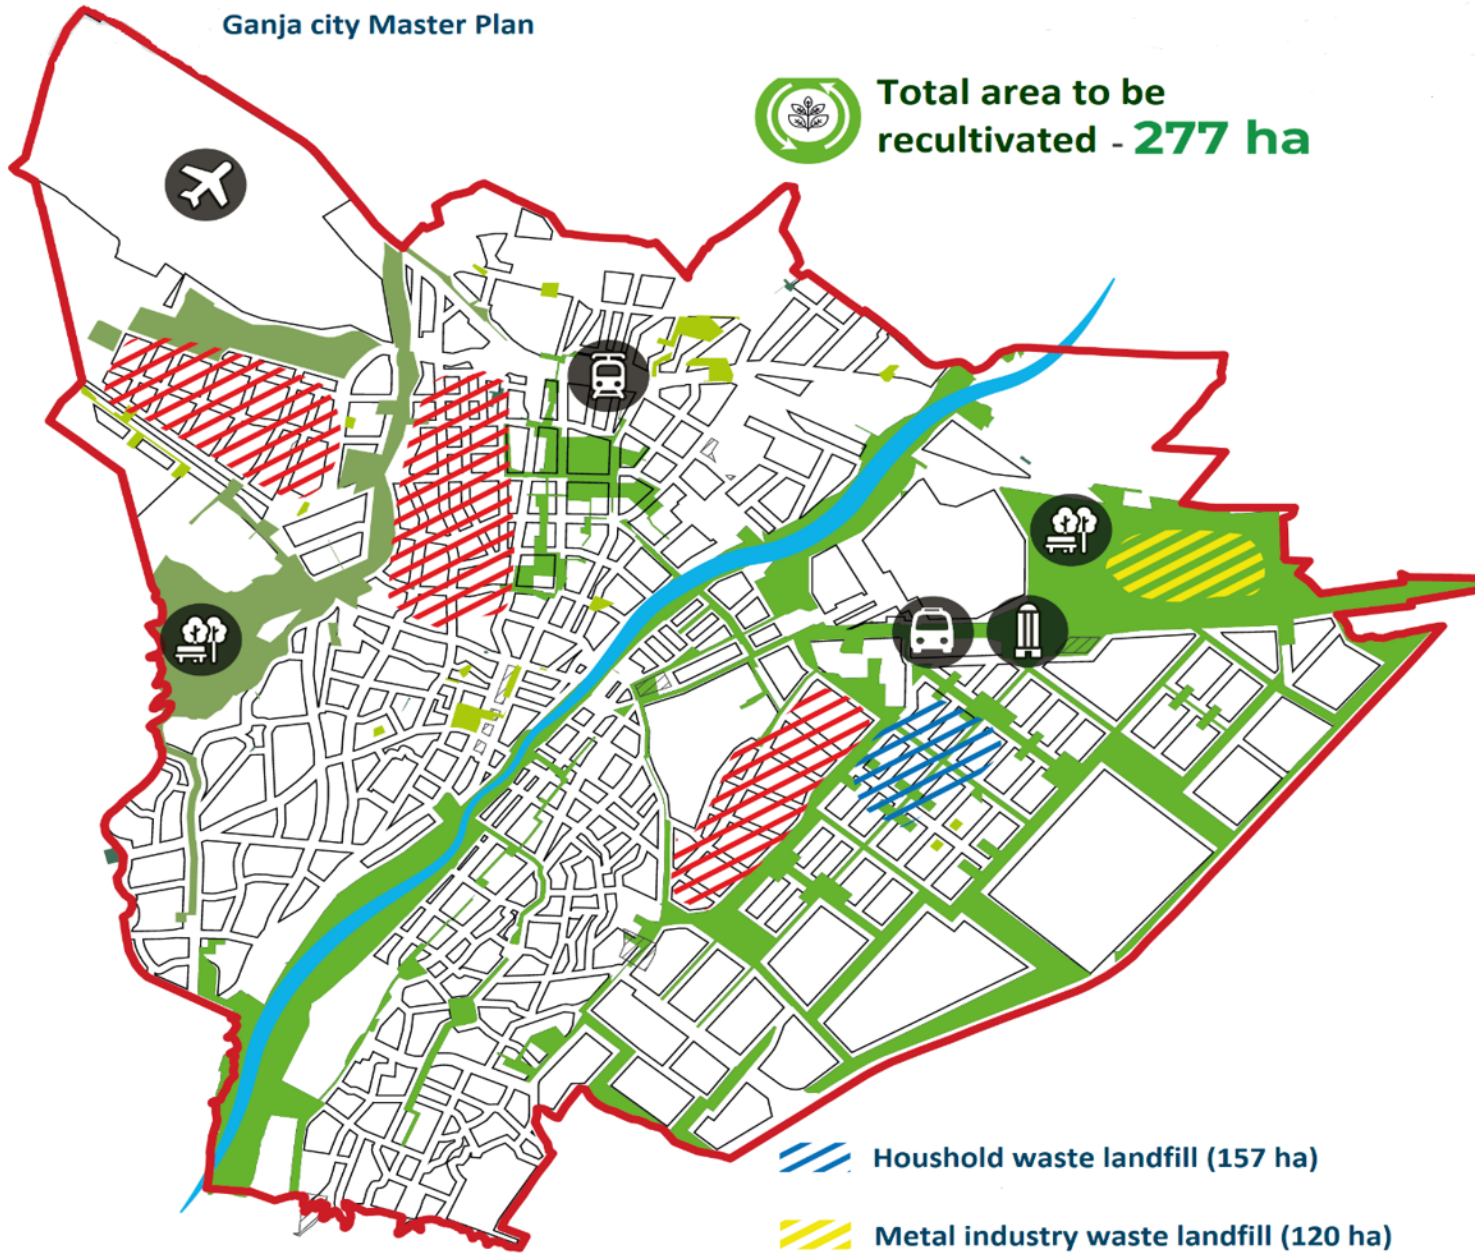 Ganja city Master Plan
Total area to be
recultivated - 277 ha
Houshold waste landfill (157 ha)
Metal industry waste landfill (120 ha)